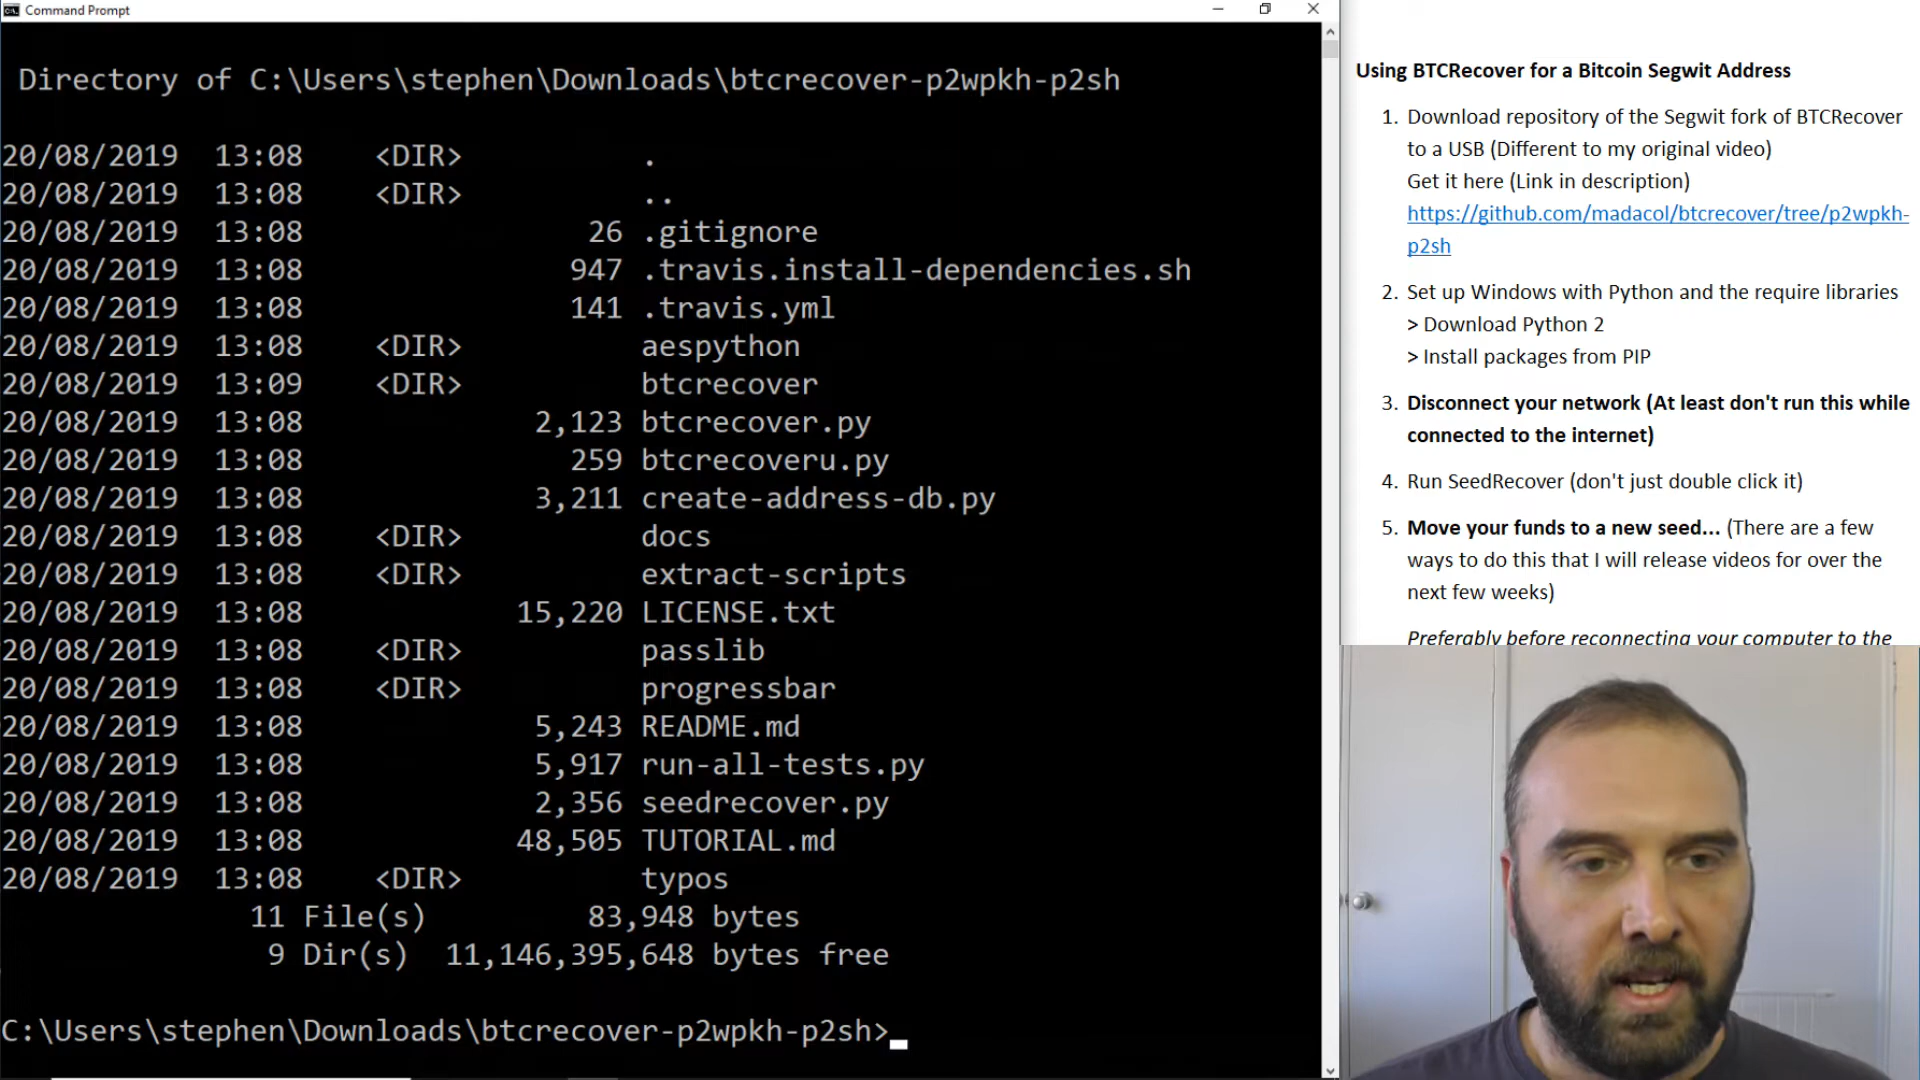 Command Prompt
Directory of C:\Users\stephen\Downloads\btcrecover-p2wpkh-p2sh
20/08/2019 13:08 <DIR> .
20/08/2019 13:08 <DIR> ..
20/08/2019 13:08 26 .gitignore
20/08/2019 13:08 947 .travis.install-dependencies.sh
20/08/2019 13:08 141 .travis.yml
20/08/2019 13:08 <DIR> aespython
20/08/2019 13:09 <DIR> btcrecover
20/08/2019 13:08 2,123 btcrecover.py
20/08/2019 13:08 259 btcrecoveru.py
20/08/2019 13:08 3,211 create-address-db.py
20/08/2019 13:08 <DIR> docs
20/08/2019 13:08 <DIR> extract-scripts
20/08/2019 13:08 15,220 LICENSE.txt
20/08/2019 13:08 <DIR> passlib
20/08/2019 13:08 <DIR> progressbar
20/08/2019 13:08 5,243 README.md
20/08/2019 13:08 5,917 run-all-tests.py
20/08/2019 13:08 2,356 seedrecover.py
20/08/2019 13:08 48,505 TUTORIAL.md
20/08/2019 13:08 <DIR> typos
11 File(s) 83,948 bytes
9 Dir(s) 11,146,395,648 bytes free
C:\Users\stephen\Downloads\btcrecover-p2wpkh-p2sh>
Using BTCRecover for a Bitcoin Segwit Address
1. Download repository of the Segwit fork of BTCRecover
to a USB (Different to my original video)
Get it here (Link in description)
https://github.com/madacol/btcrecover/tree/p2wpkh-
p2sh
2. Set up Windows with Python and the require libraries
> Download Python 2
> Install packages from PIP
3. Disconnect your network (At least don't run this while
connected to the internet)
4. Run SeedRecover (don't just double click it)
5. Move your funds to a new seed... (There are a few
ways to do this that I will release videos for over the
next few weeks)
Preferably before reconnecting your computer to the